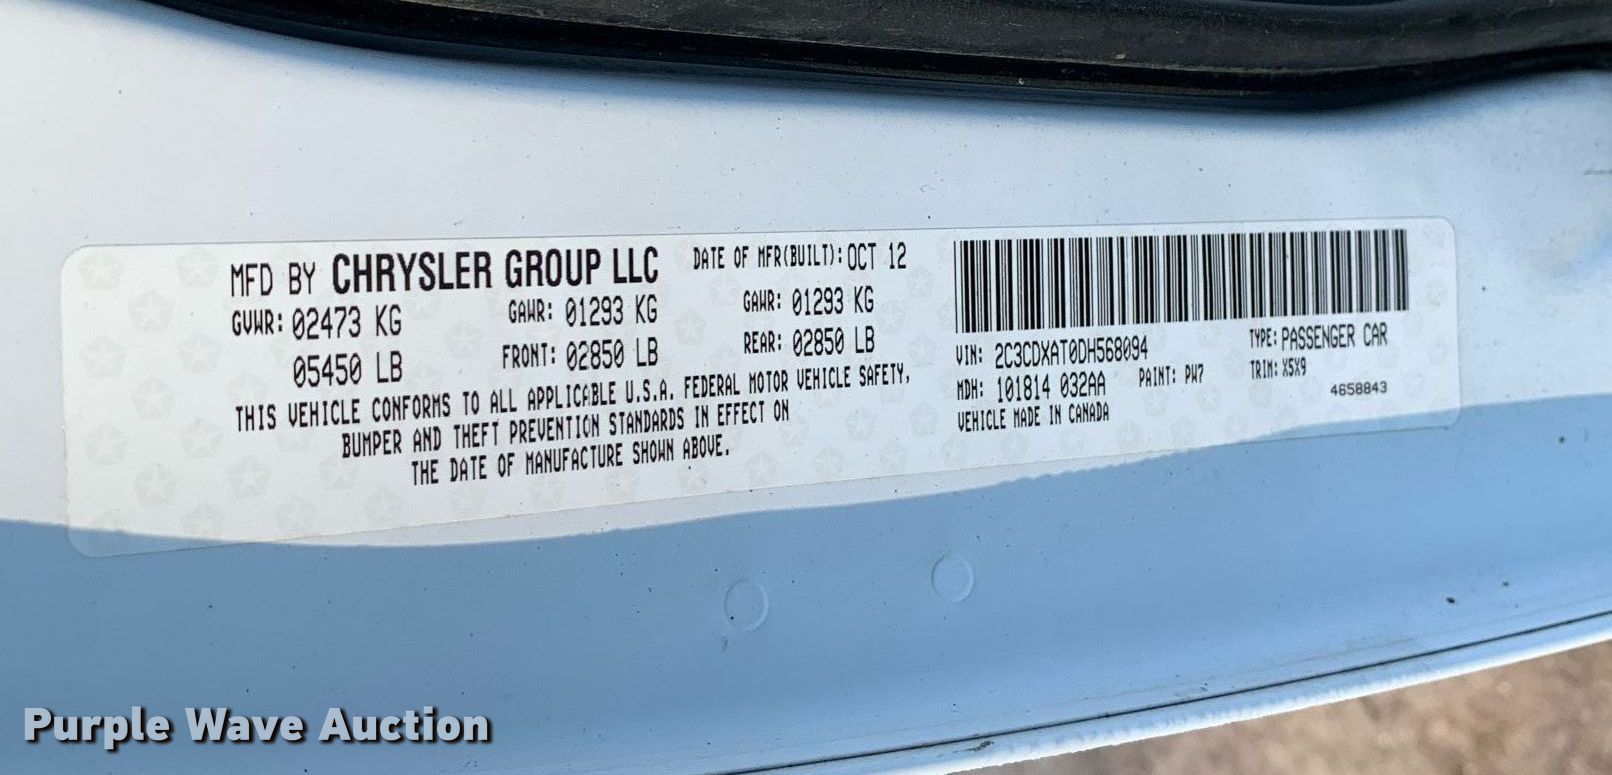 MFD BY CHRYSLER GROUP LLC DATE OF MFR(BUILT): OCT 12
GVWR: 02473 KG GAWR: 01293 KG GAWR: 01293 KG
05450 LB FRONT: 02850 LB REAR: 02850 LB
THIS VEHICLE CONFORMS TO ALL APPLICABLE U.S.A. FEDERAL MOTOR VEHICLE SAFETY,
BUMPER AND THEFT PREVENTION STANDARDS IN EFFECT ON
THE DATE OF MANUFACTURE SHOWN ABOVE.
VIN: 2C3CDXAT0DH568094 TYPE: PASSENGER CAR
MDH: 101814 032AA PAINT: PW7 TRIM: X5X9
VEHICLE MADE IN CANADA 4658843
Purple Wave Auction